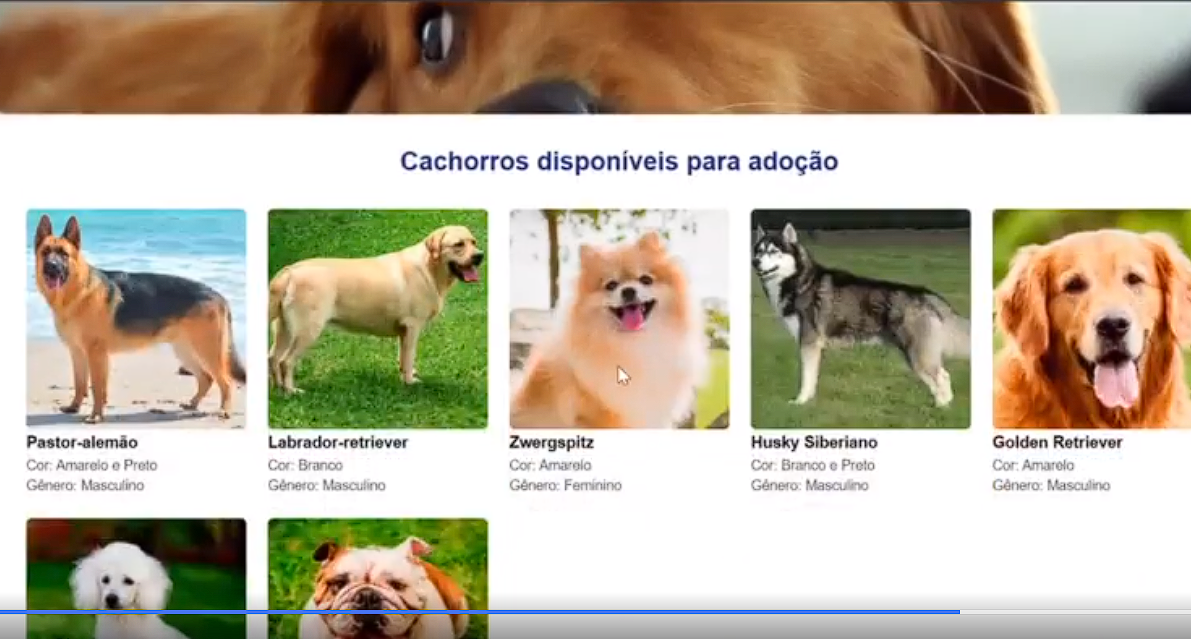 Cachorros disponíveis para adoção
Pastor-alemão
Cor: Amarelo e Preto
Gênero: Masculino
Labrador-retriever
Cor: Branco
Gênero: Masculino
Zwergspitz
Cor: Amarelo
Gênero: Feminino
Husky Siberiano
Cor: Branco e Preto
Gênero: Masculino
Golden Retriever
Cor: Amarelo
Gênero: Masculino